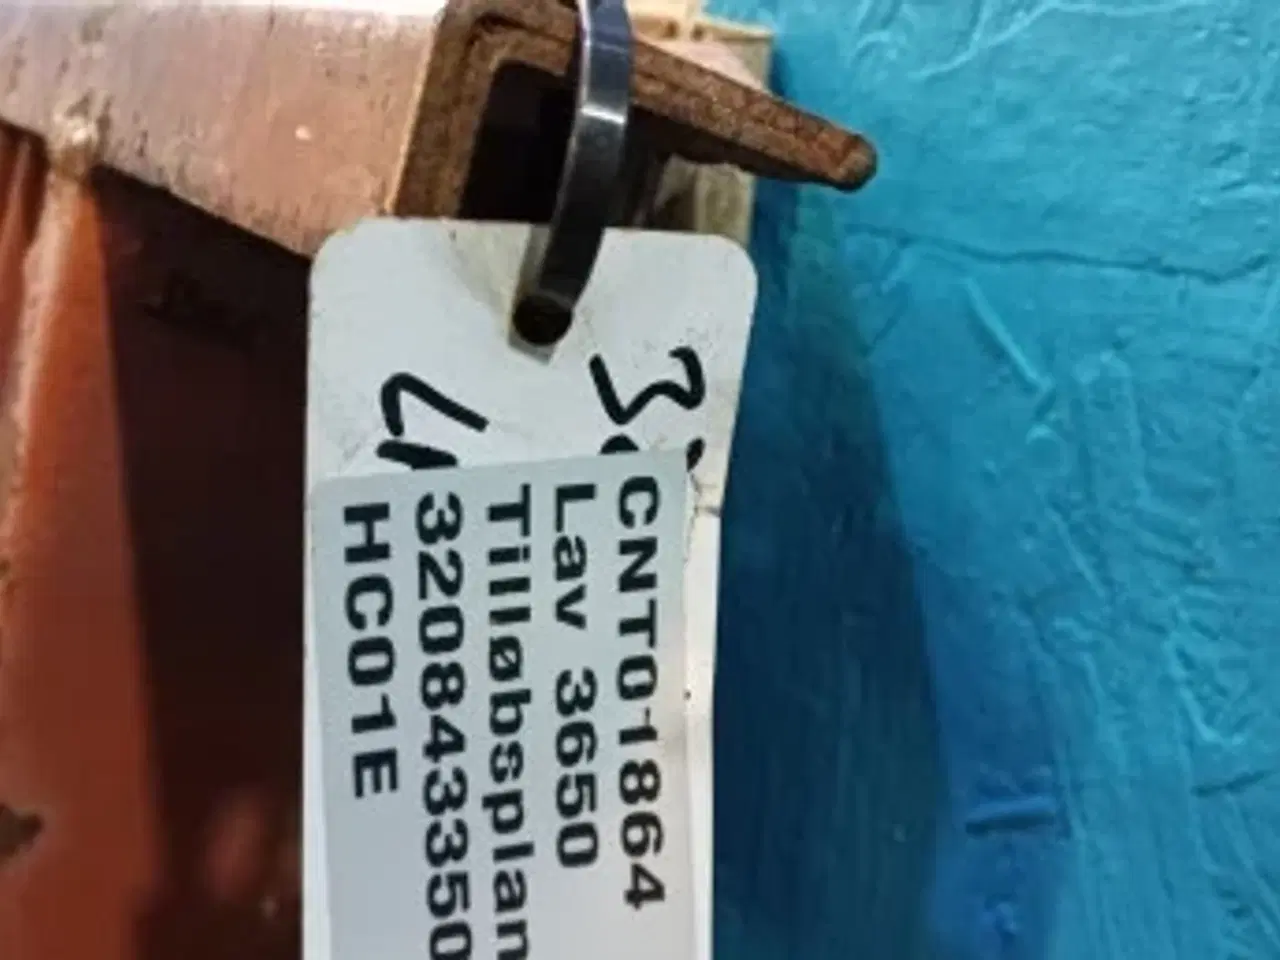 CNT01864
Lav 3650
Tilløbsplan
320843350
HC01E